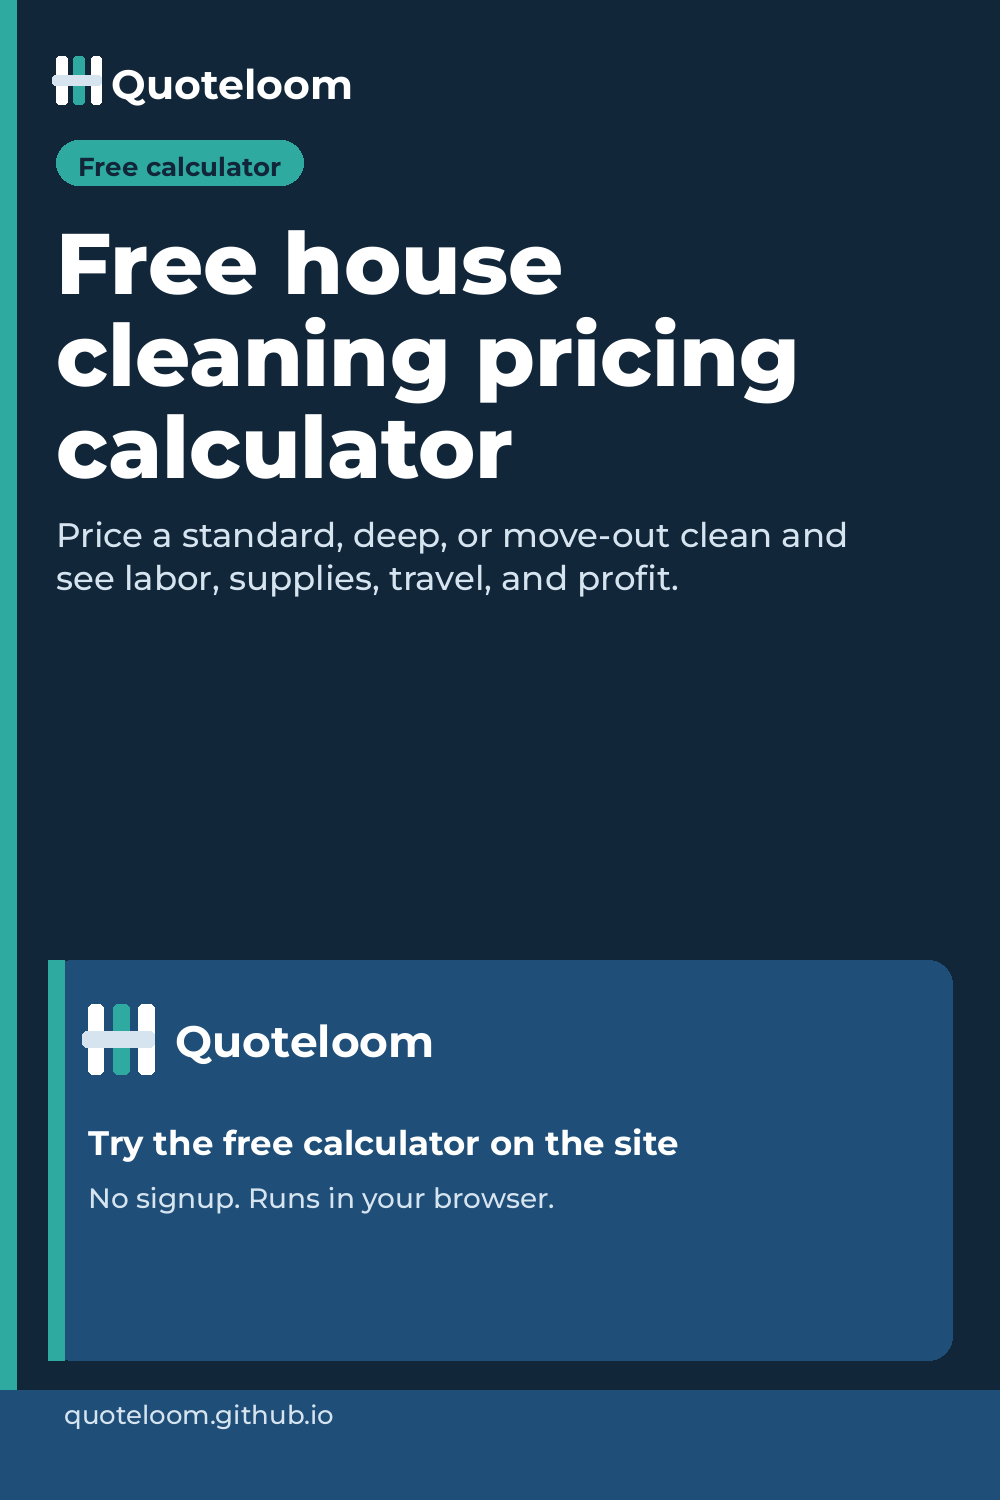 Quoteloom
Free calculator
Free house
cleaning pricing
calculator
Price a standard, deep, or move-out clean and
see labor, supplies, travel, and profit.
Quoteloom
Try the free calculator on the site
No signup. Runs in your browser.
quoteloom.github.io